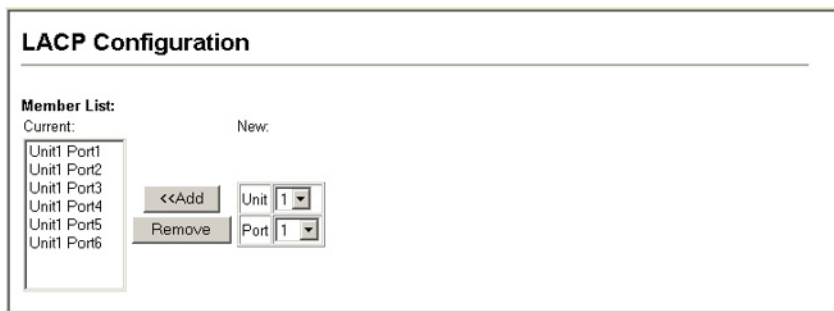 LACP Configuration
Member List:
Current:
New:
Unit1 Port1
Unit1 Port2
Unit1 Port3
Unit1 Port4
Unit1 Port5
Unit1 Port6
<<Add
Remove
Unit 1
Port 1